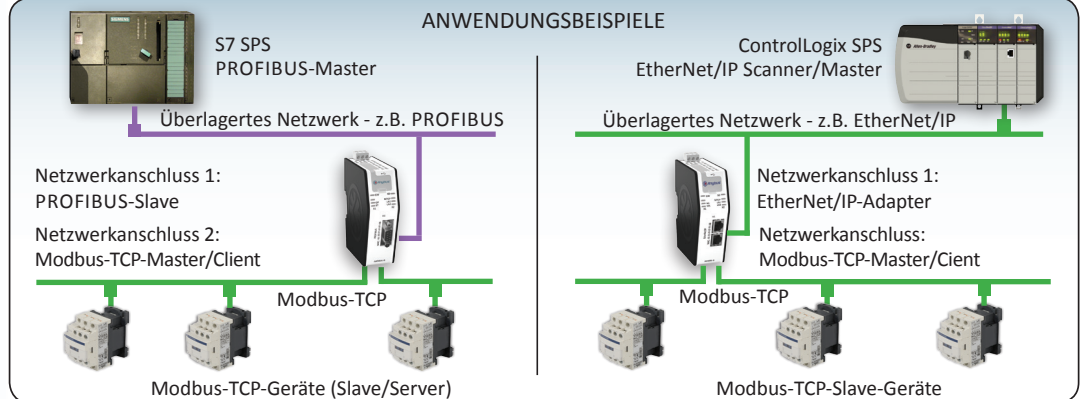 ANWENDUNGSBEISPIELE
S7 SPS
PROFIBUS-Master
Überlagertes Netzwerk - z.B. PROFIBUS
Netzwerkanschluss 1:
PROFIBUS-Slave
Netzwerkanschluss 2:
Modbus-TCP-Master/Client
Modbus-TCP
Modbus-TCP-Geräte (Slave/Server)
ControlLogix SPS
EtherNet/IP Scanner/Master
Überlagertes Netzwerk - z.B. EtherNet/IP
Netzwerkanschluss 1:
EtherNet/IP-Adapter
Netzwerkanschluss:
Modbus-TCP-Master/Cient
Modbus-TCP
Modbus-TCP-Slave-Geräte